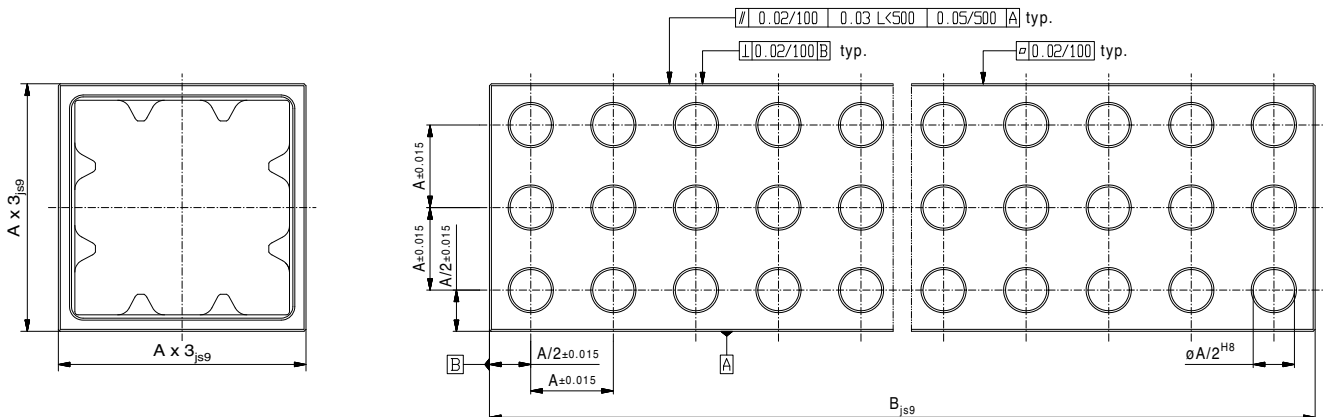 ⫽ 0.02/100 0.03 L<500 0.05/500 A typ.
⊥ 0.02/100 B typ.
⏥ 0.02/100
A x 3js9
A±0.015
A±0.015
A/2±0.015
A x 3js9
B
A/2±0.015
A±0.015
A
øA/2H8
Bjs9